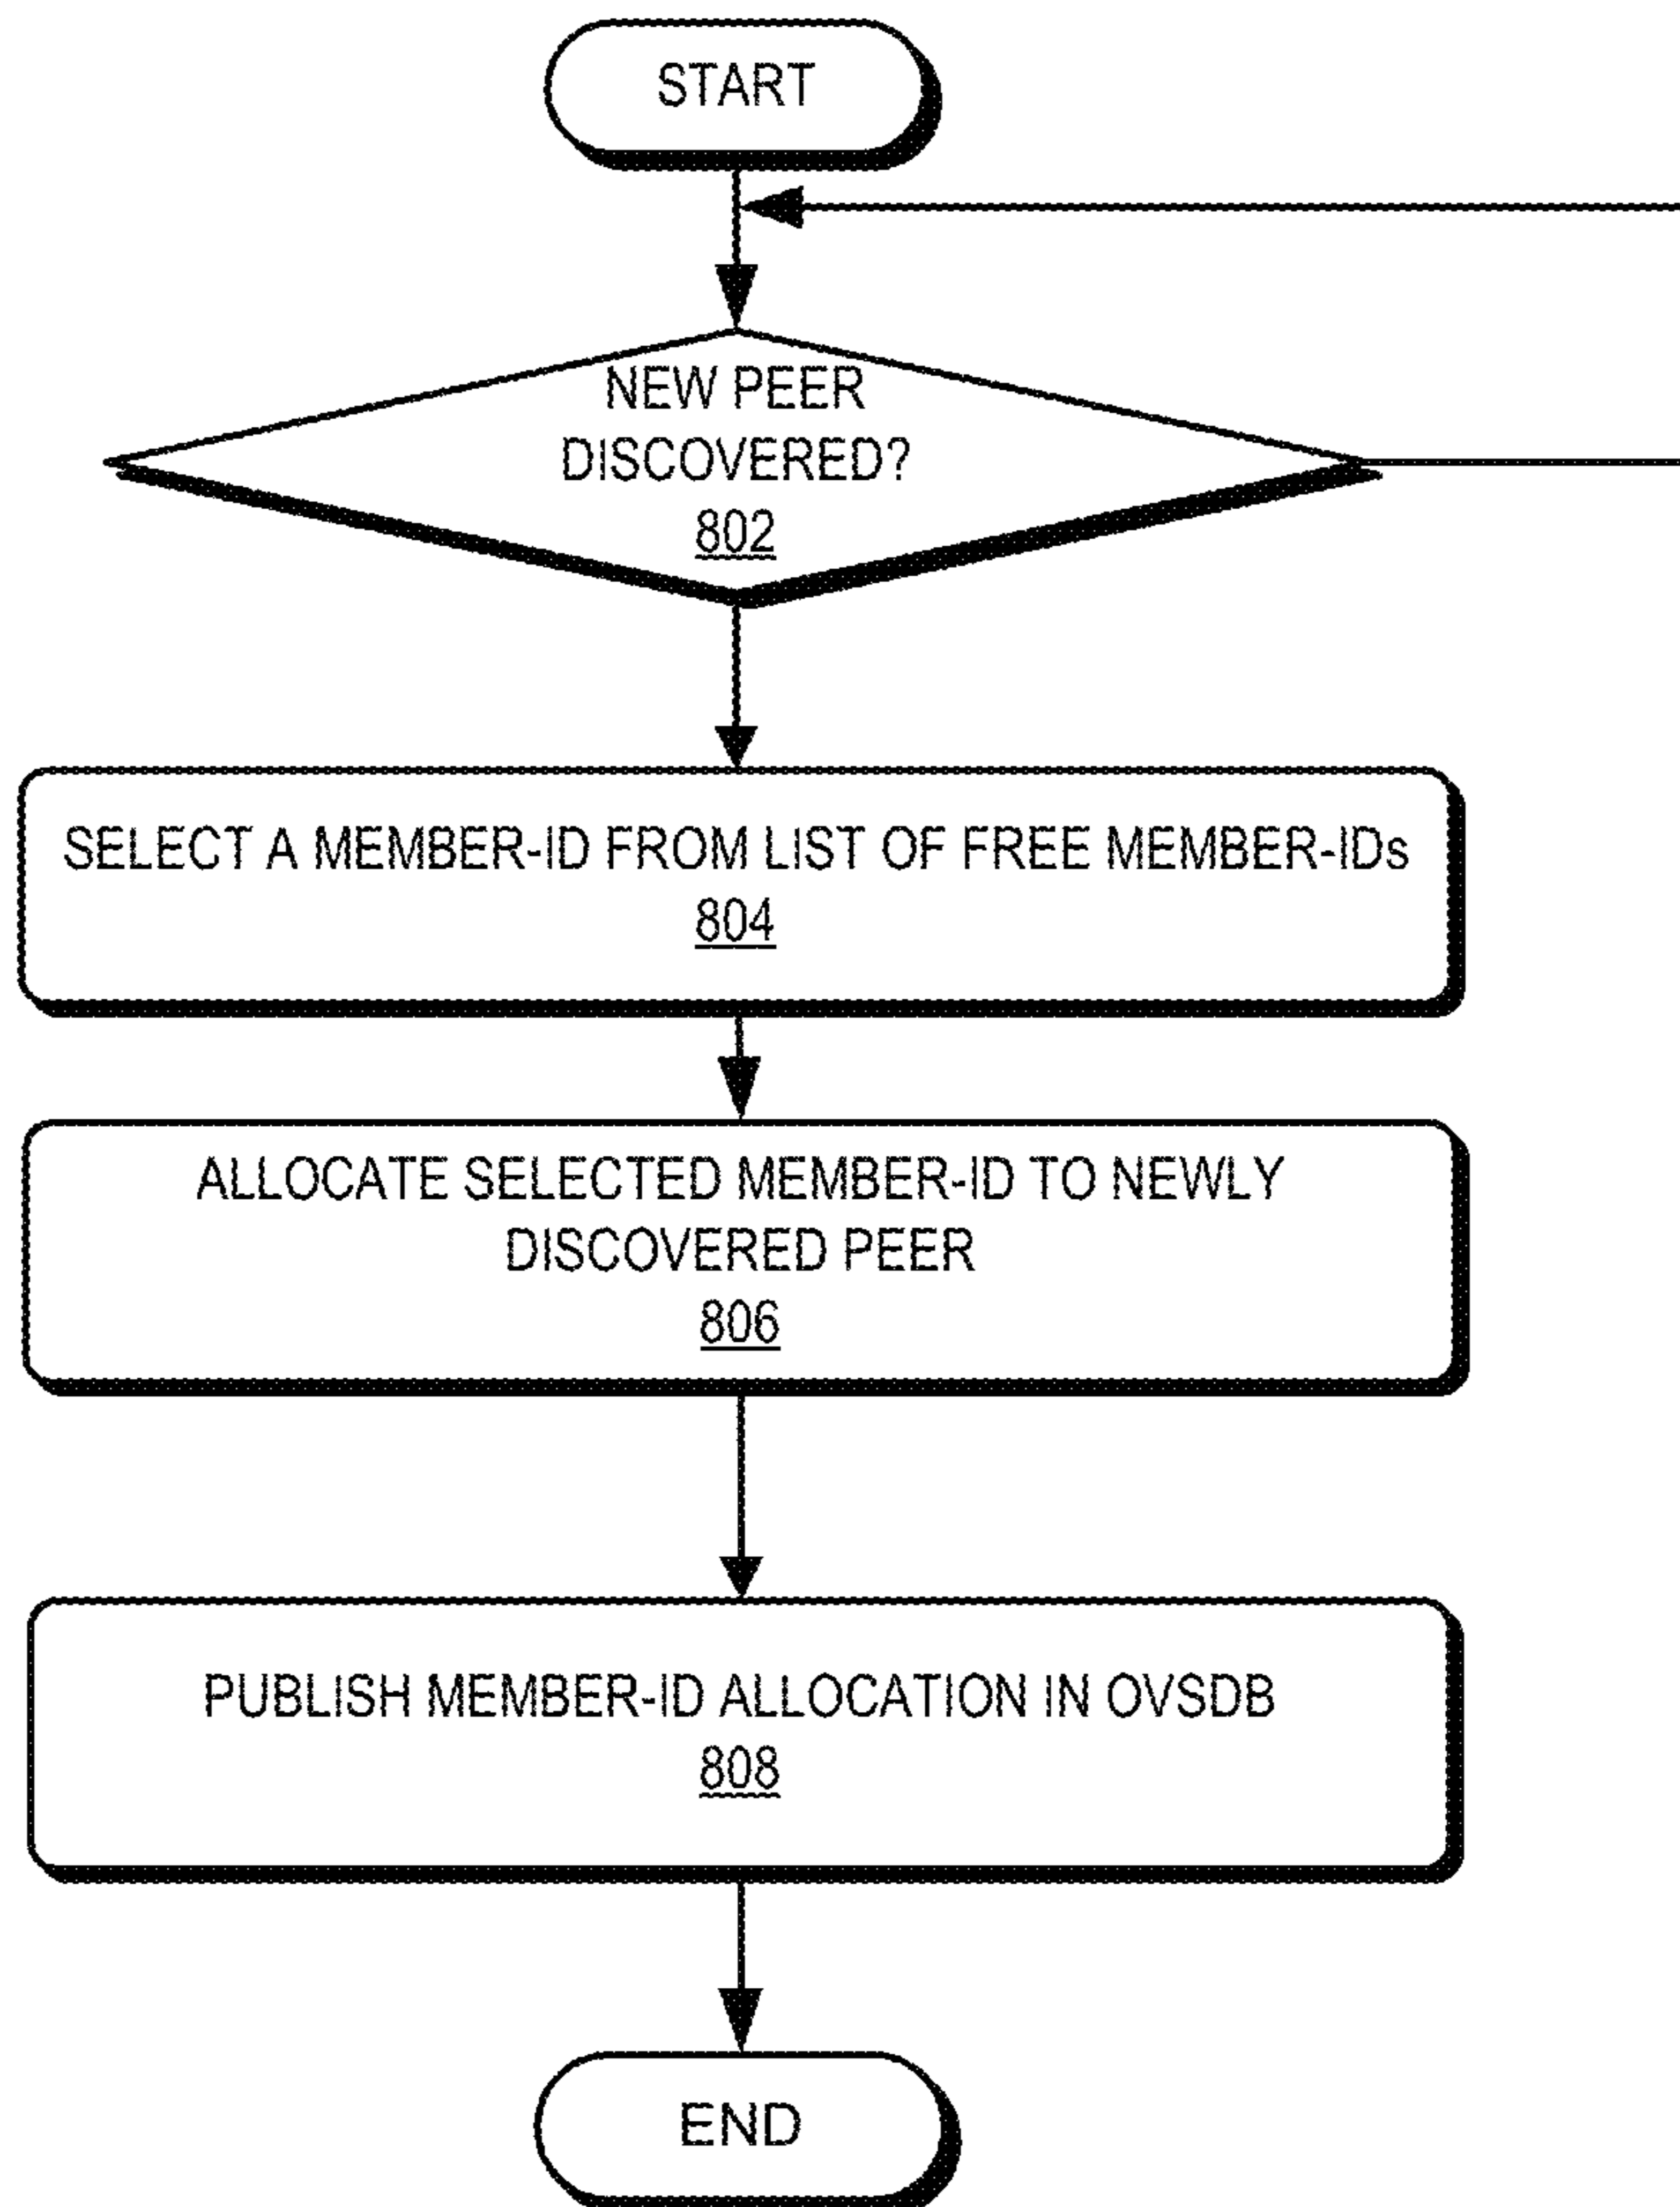 START
NEW PEER
DISCOVERED?
802
SELECT A MEMBER-ID FROM LIST OF FREE MEMBER-IDs
804
ALLOCATE SELECTED MEMBER-ID TO NEWLY
DISCOVERED PEER
806
PUBLISH MEMBER-ID ALLOCATION IN OVSDB
808
END